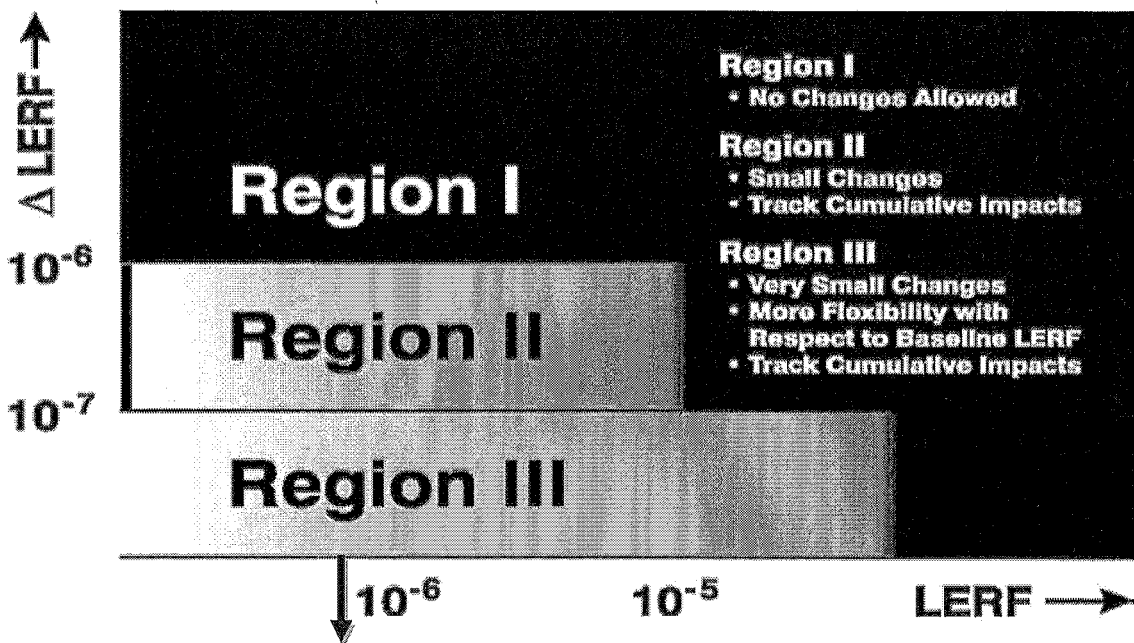 Δ LERF
Region I
• No Changes Allowed
Region II
• Small Changes
• Track Cumulative Impacts
Region III
• Very Small Changes
• More Floxibility with
Respect to Baseline LERF
• Track Cumulative Impacts
Region I
10-6
Region II
10-7
Region III
10-6
10-5
LERF